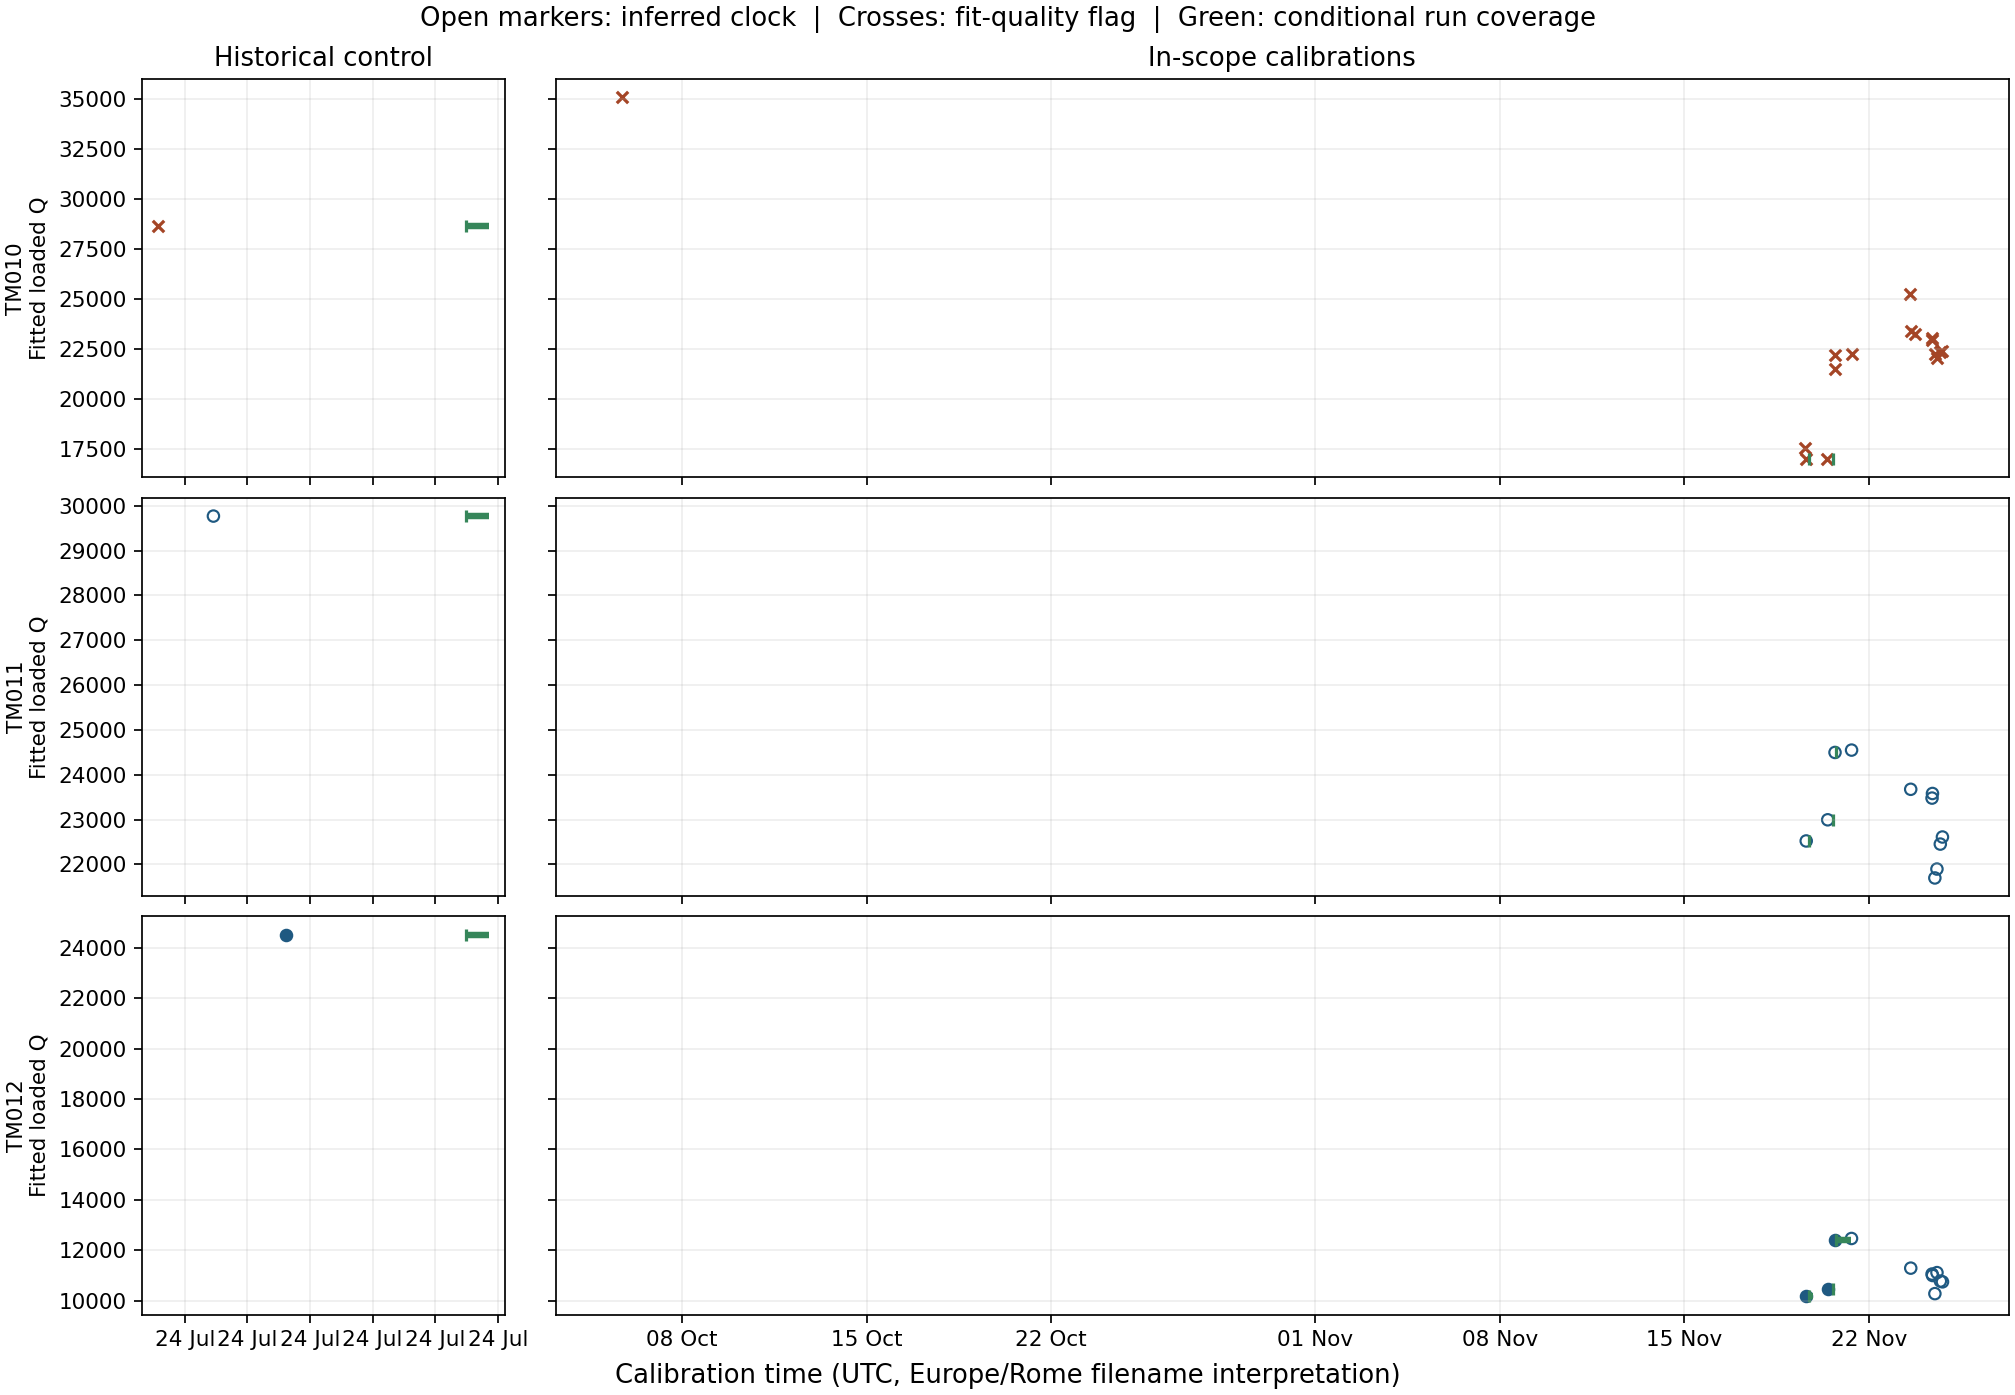 Open markers: inferred clock | Crosses: fit-quality flag | Green: conditional run coverage
Historical control
In-scope calibrations
TM010
Fitted loaded Q
35000
32500
30000
27500
25000
22500
20000
17500
TM011
Fitted loaded Q
30000
29000
28000
27000
26000
25000
24000
23000
22000
TM012
Fitted loaded Q
24000
22000
20000
18000
16000
14000
12000
10000
24 Jul 24 Jul 24 Jul 24 Jul 24 Jul 24 Jul
08 Oct 15 Oct 22 Oct 01 Nov 08 Nov 15 Nov 22 Nov
Calibration time (UTC, Europe/Rome filename interpretation)